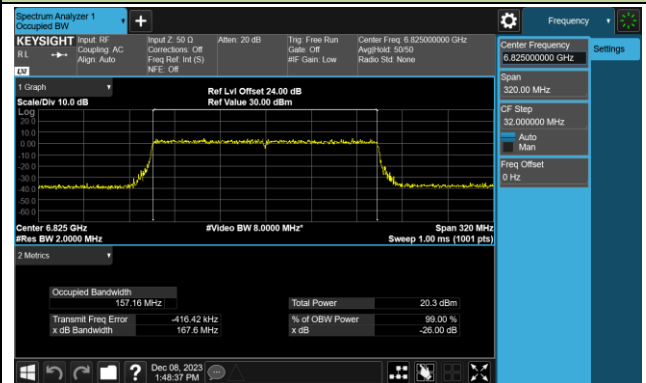 Spectrum Analyzer 1
Occupied BW
Frequency
KEYSIGHT
R L
Input: RF
Coupling: AC
Align: Auto
Input Z: 50 Ω
Corrections: Off
Freq Ref: Int (S)
NFE: Off
Atten: 20 dB
Trig: Free Run
Gate: Off
#IF Gain: Low
Center Freq: 6.825000000 GHz
Avg|Hold: 50/50
Radio Std: None
Center Frequency
6.825000000 GHz
Settings
Span
320.00 MHz
CF Step
32.000000 MHz
Auto
Man
Freq Offset
0 Hz
1 Graph
Scale/Div 10.0 dB
Ref Lvl Offset 24.00 dB
Ref Value 30.00 dBm
Log
20.0
10.0
0.00
-10.0
-20.0
-30.0
-40.0
-50.0
-60.0
Center 6.825 GHz
#Res BW 2.0000 MHz
#Video BW 8.0000 MHz*
Span 320 MHz
Sweep 1.00 ms (1001 pts)
2 Metrics
Occupied Bandwidth
157.16 MHz
Total Power 20.3 dBm
Transmit Freq Error -416.42 kHz
% of OBW Power 99.00 %
x dB Bandwidth 167.6 MHz
x dB -26.00 dB
?
Dec 08, 2023
1:48:37 PM